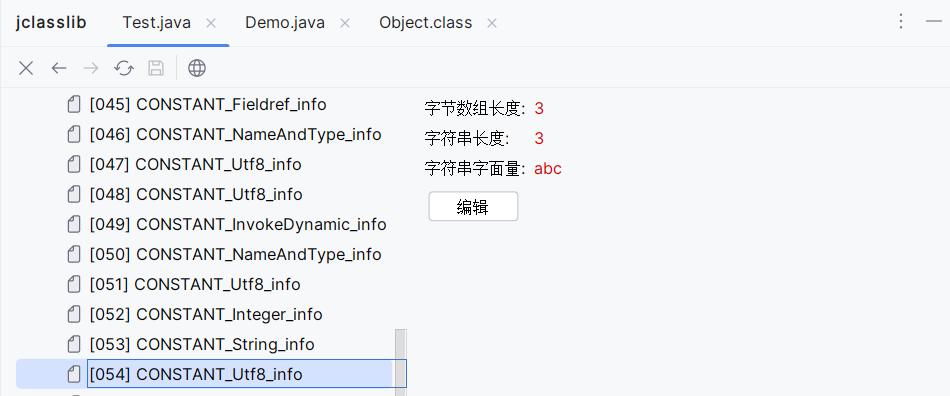 jclasslib Test.java Demo.java Object.class
[045] CONSTANT_Fieldref_info
[046] CONSTANT_NameAndType_info
[047] CONSTANT_Utf8_info
[048] CONSTANT_Utf8_info
[049] CONSTANT_InvokeDynamic_info
[050] CONSTANT_NameAndType_info
[051] CONSTANT_Utf8_info
[052] CONSTANT_Integer_info
[053] CONSTANT_String_info
[054] CONSTANT_Utf8_info
字节数组长度: 3
字符串长度: 3
字符串字面量: abc
编辑